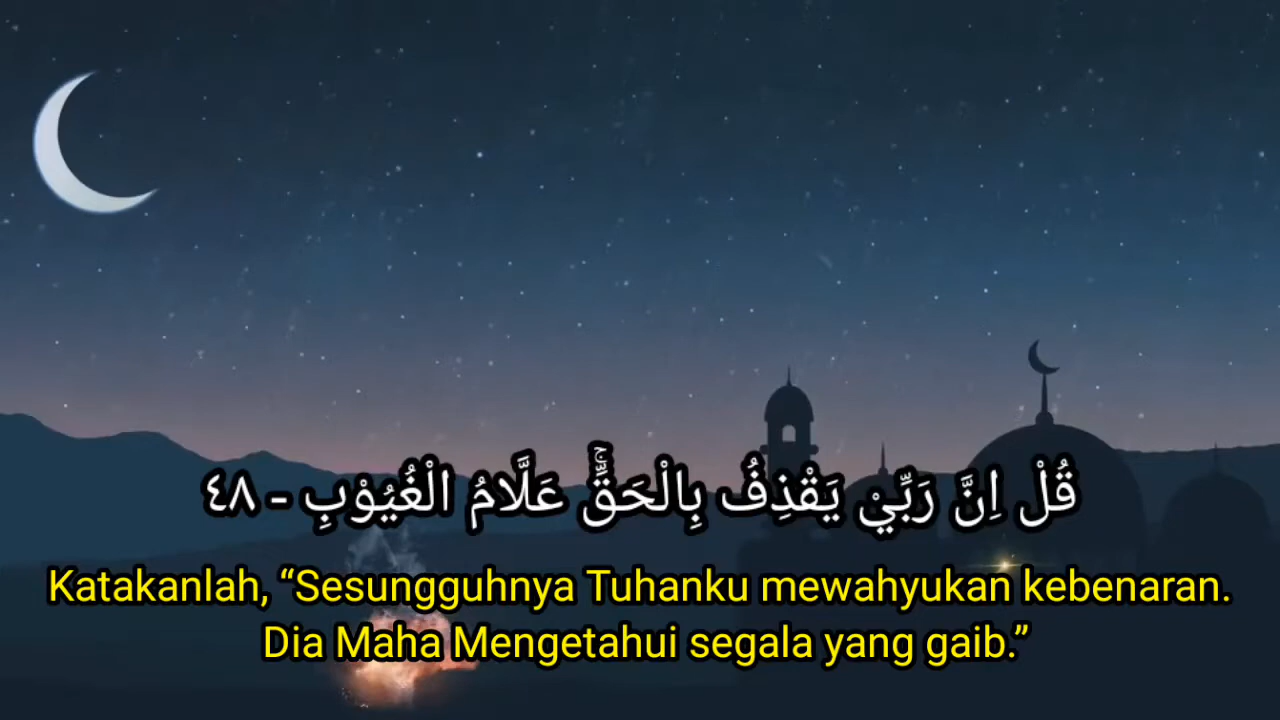 قُلْ اِنَّ رَبِّيْ يَقْذِفُ بِالْحَقِّۚ عَلَّامُ الْغُيُوْبِ - ٤٨
Katakanlah, “Sesungguhnya Tuhanku mewahyukan kebenaran.
Dia Maha Mengetahui segala yang gaib.”